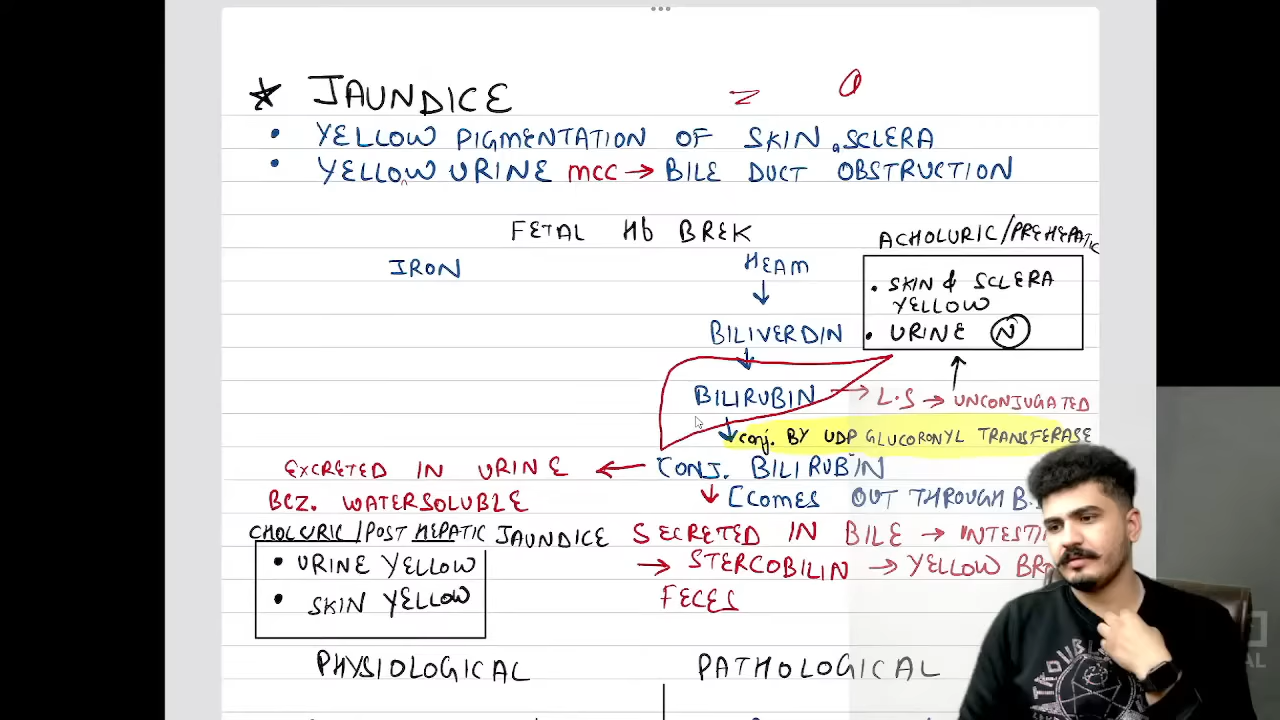 ★ JAUNDICE
• YELLOW PIGMENTATION OF SKIN & SCLERA
• YELLOW URINE MCC → BILE DUCT OBSTRUCTION
FETAL Hb BREK
ACHOLURIC/PREHEPATIC
IRON
HEAM
↓
• SKIN & SCLERA
YELLOW
• URINE N
BILIVERDIN
↓
BILIRUBIN → L.S → UNCONJUGATED
↓ conj. BY UDP GLUCORONYL TRANSFERASE
EXCRETED IN URINE ← CONJ. BILIRUBIN
BCZ. WATERSOLUBLE
↓ [COMES OUT THROUGH B.
CHOLURIC/POST HEPATIC JAUNDICE
SECRETED IN BILE → INTESTI
• URINE YELLOW
• SKIN YELLOW
→ STERCOBILIN → YELLOW BR
FECES
PHYSIOLOGICAL
PATHOLOGICAL
TROUBL